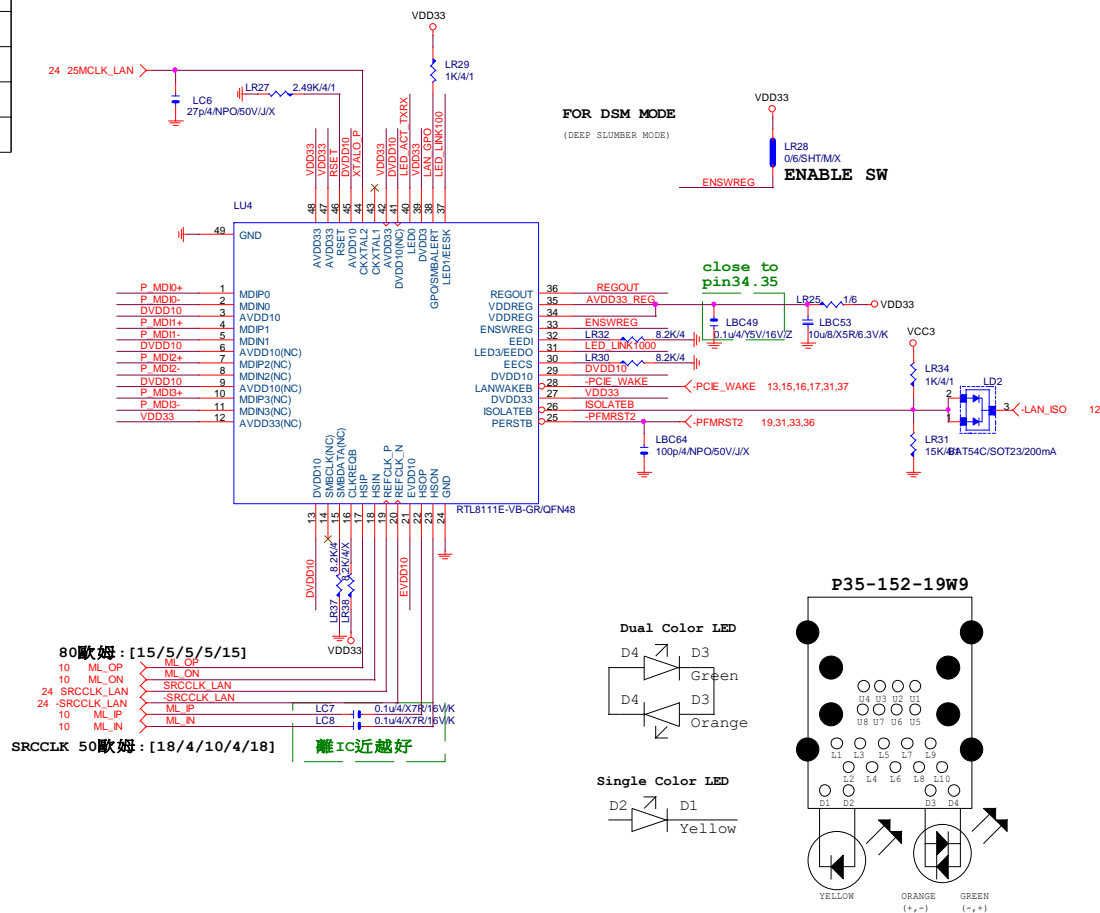 VDD33
LR29
1K/4/1
24 25MCLK_LAN
LC6
27p/4/NPO/50V/J/X
LR27 2.49K/4/1
FOR DSM MODE
(DEEP SLUMBER MODE)
VDD33
LR28
0/6/SHT/M/X
ENABLE SW
ENSWREG
VDD33
VDD33
RSET
DVDD10
XTALO_P
VDD33
DVDD10
LED_ACT_TXRX
VDD33
LAN_GPO
LED_LINK100
LU4
48 47 46 45 44 43 42 41 40 39 38 37
AVDD33
AVDD33
RSET
AVDD10
CKXTAL2
CKXTAL1
AVDD33
DVDD10(NC)
LED0
DVDD3
GPO/SMBALERT
LED1/EESK
49 GND
P_MDI0+ 1 MDIP0
P_MDI0- 2 MDIN0
DVDD10 3 AVDD10
P_MDI1+ 4 MDIP1
P_MDI1- 5 MDIN1
DVDD10 6 AVDD10(NC)
P_MDI2+ 7 MDIP2(NC)
P_MDI2- 8 MDIN2(NC)
DVDD10 9 AVDD10(NC)
P_MDI3+ 10 MDIP3(NC)
P_MDI3- 11 MDIN3(NC)
VDD33 12 AVDD33(NC)
REGOUT 36 REGOUT
VDDREG 35 AVDD33_REG
VDDREG 34
ENSWREG 33 ENSWREG
EEDI 32 LR32 8.2K/4
LED3/EEDO 31 LED_LINK1000
EECS 30 LR30 8.2K/4
DVDD10 29 DVDD10
LANWAKEB 28 -PCIE_WAKE
DVDD33 27 VDD33
ISOLATEB 26 ISOLATEB
PERSTB 25 -PFMRST2
close to
pin34.35
LR25 1/6 VDD33
LBC49
0.1u/4/Y5V/16V/Z
LBC53
10u/8/X5R/6.3V/K
VCC3
LR34
1K/4/1
LD2
2
1
3
-LAN_ISO 12
-PCIE_WAKE 13,15,16,17,31,37
-PFMRST2 19,31,33,36
LR31
BAT54C/SOT23/200mA
LBC64
100p/4/NPO/50V/J/X
DVDD10
SMBCLK(NC)
SMBDATA(NC)
CLKREQB
HSIP
HSIN
REFCLK_P
REFCLK_N
EVDD10
HSOP
HSON
GND
13 14 15 16 17 18 19 20 21 22 23 24
RTL8111E-VB-GR/QFN48
DVDD10
LR37 8.2K/4
LR38 8.2K/4/X
EVDD10
VDD33
80歐姆:[15/5/5/5/15]
10 ML_OP ML_OP
10 ML_ON ML_ON
24 SRCCLK_LAN SRCCLK_LAN
24 -SRCCLK_LAN -SRCCLK_LAN
10 ML_IP ML_IP LC7 0.1u/4/X7R/16V/K
10 ML_IN ML_IN LC8 0.1u/4/X7R/16V/K
SRCCLK 50歐姆:[18/4/10/4/18]
離IC近越好
Dual Color LED
D4 D3
Green
D4 D3
Orange
Single Color LED
D2 D1
Yellow
P35-152-19W9
U4 U3 U2 U1
U8 U7 U6 U5
L1 L3 L5 L7 L9
L2 L4 L6 L8 L10
D1 D2 D3 D4
YELLOW
ORANGE GREEN
(+,-) (-,+)